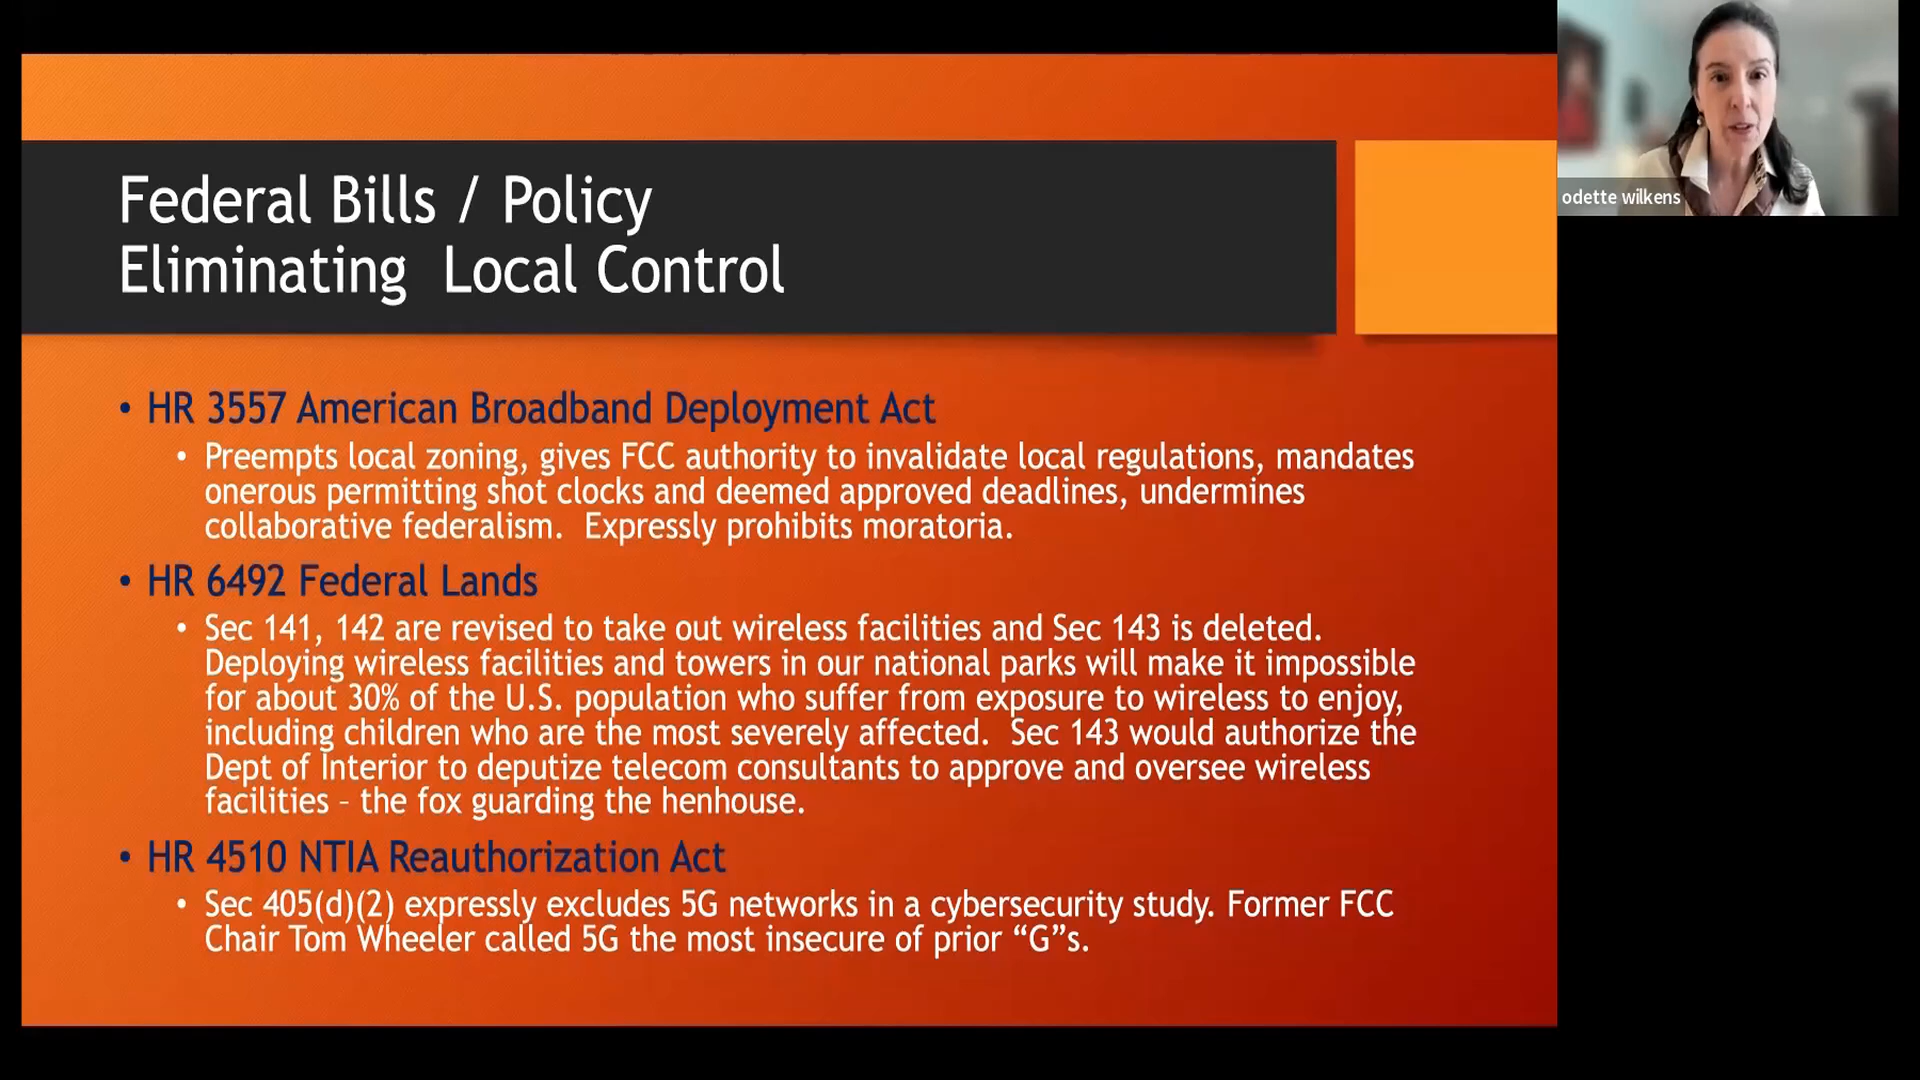 Federal Bills / Policy
Eliminating  Local Control
• HR 3557 American Broadband Deployment Act
• Preempts local zoning, gives FCC authority to invalidate local regulations, mandates
onerous permitting shot clocks and deemed approved deadlines, undermines
collaborative federalism.  Expressly prohibits moratoria.
• HR 6492 Federal Lands
• Sec 141, 142 are revised to take out wireless facilities and Sec 143 is deleted.
Deploying wireless facilities and towers in our national parks will make it impossible
for about 30% of the U.S. population who suffer from exposure to wireless to enjoy,
including children who are the most severely affected.  Sec 143 would authorize the
Dept of Interior to deputize telecom consultants to approve and oversee wireless
facilities – the fox guarding the henhouse.
• HR 4510 NTIA Reauthorization Act
• Sec 405(d)(2) expressly excludes 5G networks in a cybersecurity study. Former FCC
Chair Tom Wheeler called 5G the most insecure of prior “G”s.
odette wilkens